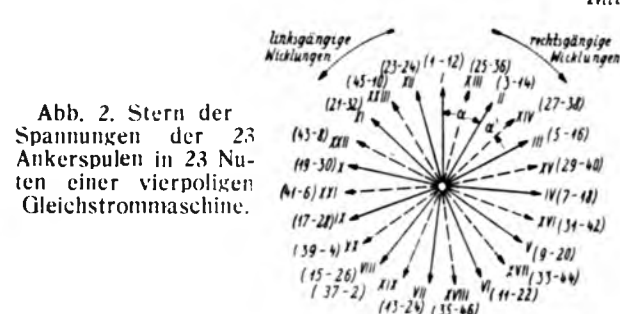 XVIII
linksgängige
Wicklungen
rechtsgängige
Wicklungen
Abb. 2. Stern der
Spannungen der 23
Ankerspulen in 23 Nu-
ten einer vierpoligen
Gleichstrommaschine.
(1-12) I
(25-36) XIII
(3-14) II
(27-38) XIV
III (5-16)
XV (29-40)
IV (7-18)
XVI (31-42)
V (9-20)
XVII (33-44)
VI (11-22)
XVIII (35-46)
VII (13-24)
XIX (37-2)
VIII (15-26)
XX (39-4)
(17-28) IX
(41-6) XXI
(19-30) X
(43-8) XXII
(21-32) XI
(45-10) XXIII
(23-24) XII
α
α'